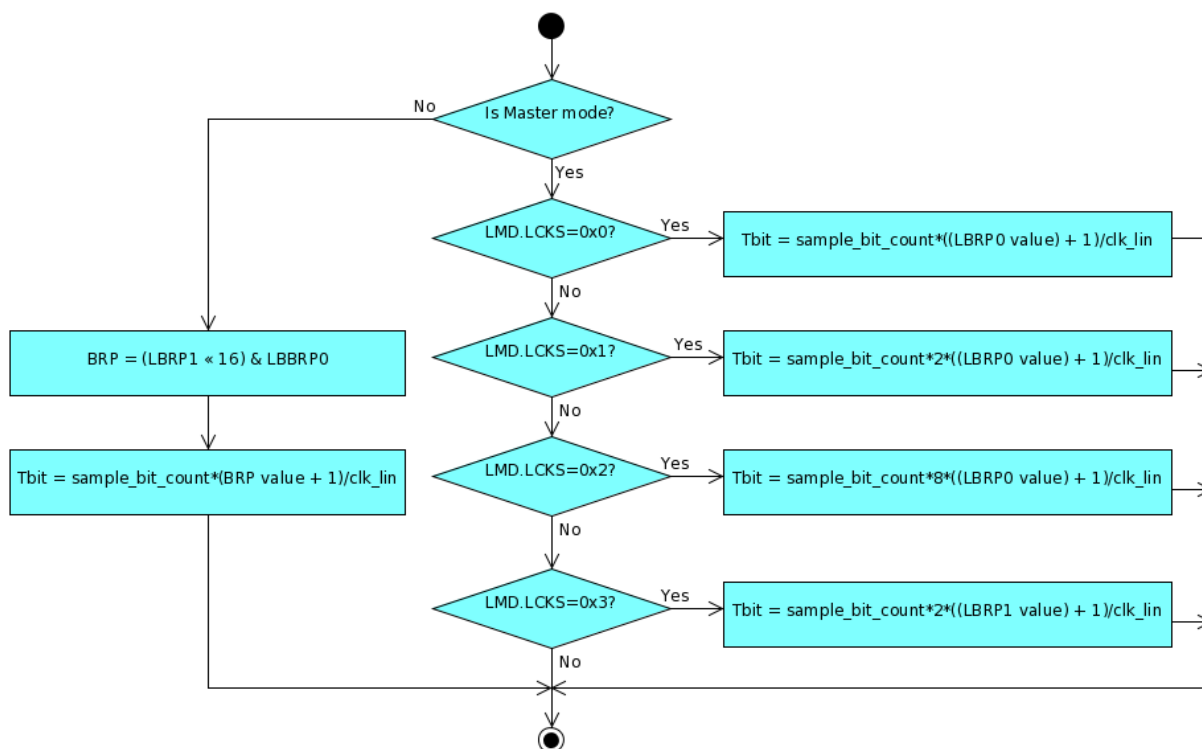 Is Master mode?
No
Yes
LMD.LCKS=0x0?
Yes
Tbit = sample_bit_count*((LBRP0 value) + 1)/clk_lin
No
BRP = (LBRP1 « 16) & LBBRP0
LMD.LCKS=0x1?
Yes
Tbit = sample_bit_count*2*((LBRP0 value) + 1)/clk_lin
No
Tbit = sample_bit_count*(BRP value + 1)/clk_lin
LMD.LCKS=0x2?
Yes
Tbit = sample_bit_count*8*((LBRP0 value) + 1)/clk_lin
No
LMD.LCKS=0x3?
Yes
Tbit = sample_bit_count*2*((LBRP1 value) + 1)/clk_lin
No